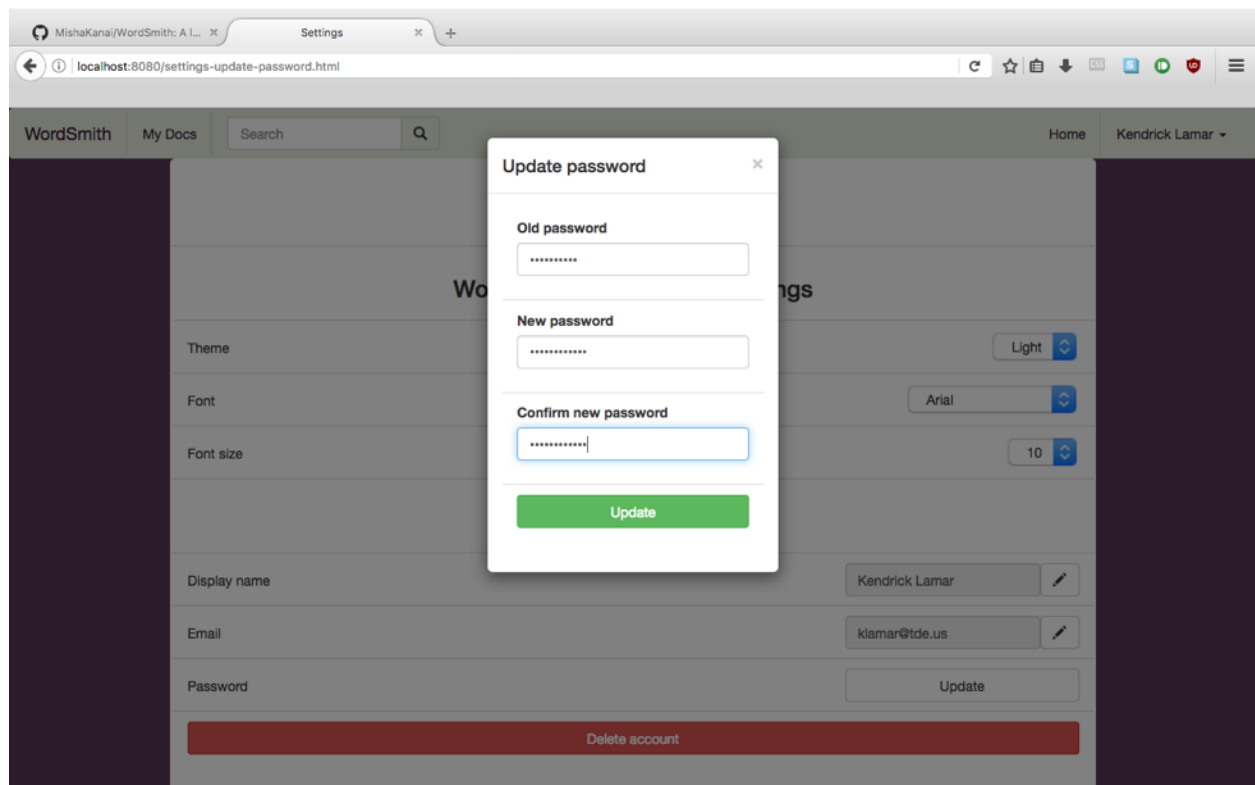 MishaKanai/WordSmith: A l...
Settings
localhost:8080/settings-update-password.html
WordSmith
My Docs
Search
Home
Kendrick Lamar
Update password
Old password
••••••••••
New password
••••••••••••
Confirm new password
••••••••••••
Update
Wo
ngs
Theme
Light
Font
Arial
Font size
10
Display name
Kendrick Lamar
Email
klamar@tde.us
Password
Update
Delete account